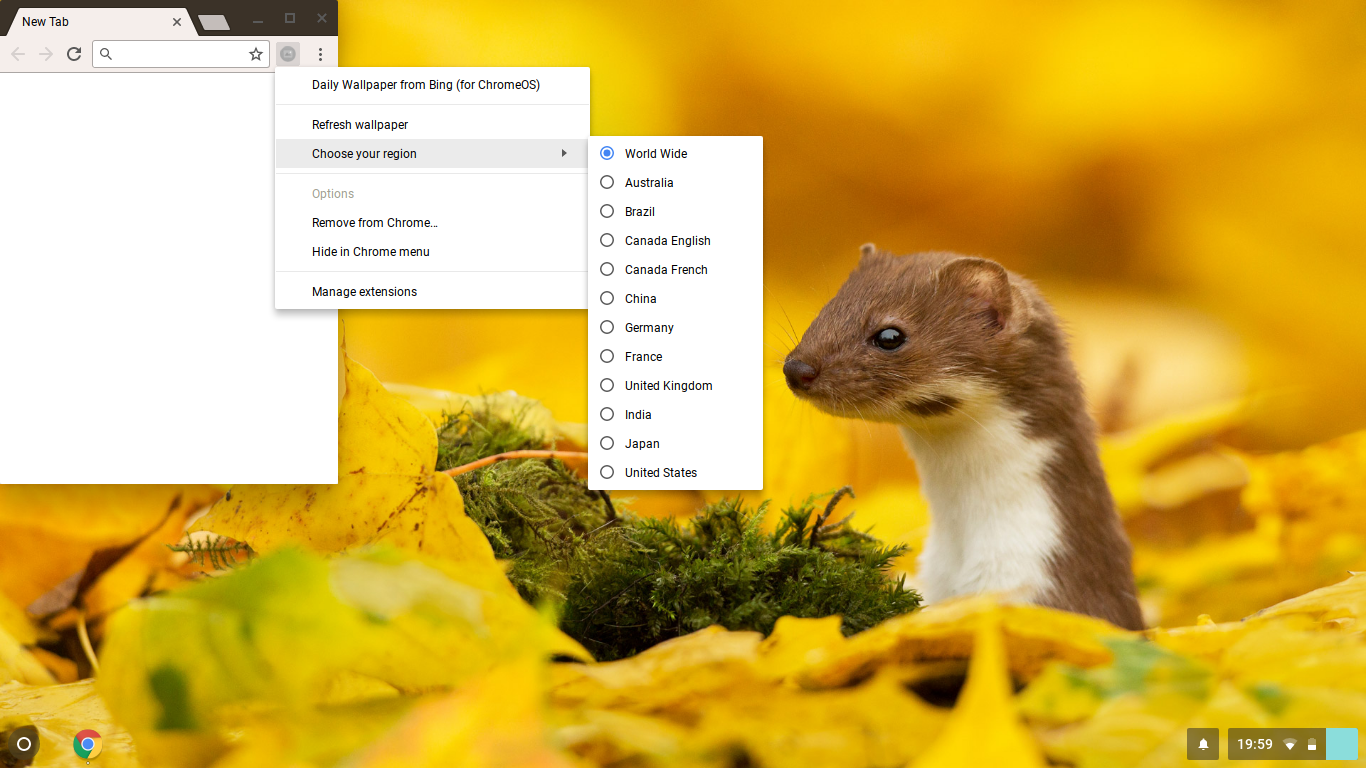 New Tab
Daily Wallpaper from Bing (for ChromeOS)
Refresh wallpaper
Choose your region
Options
Remove from Chrome...
Hide in Chrome menu
Manage extensions
World Wide
Australia
Brazil
Canada English
Canada French
China
Germany
France
United Kingdom
India
Japan
United States
19:59